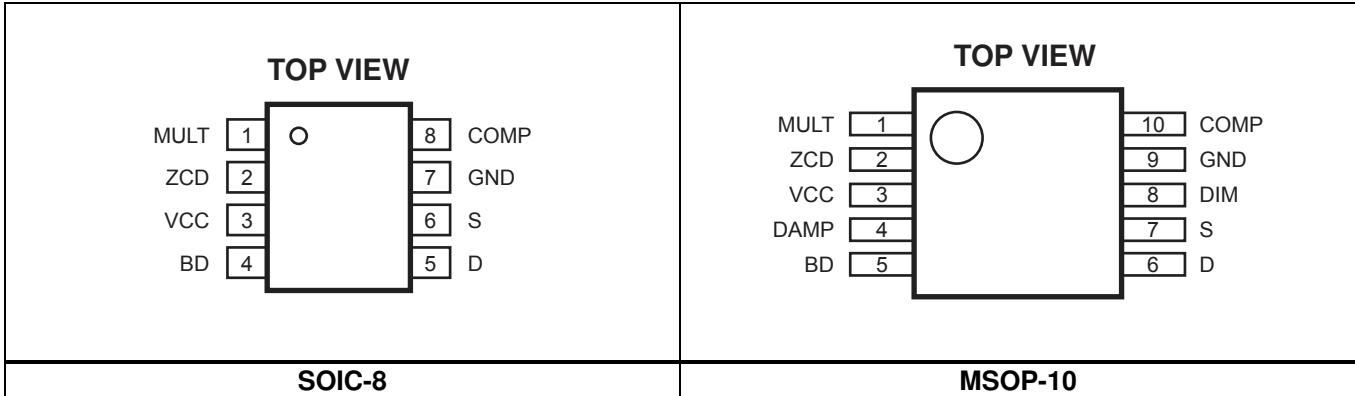 TOP VIEW
MULT 1 8 COMP
ZCD 2 7 GND
VCC 3 6 S
BD 4 5 D
SOIC-8
TOP VIEW
MULT 1 10 COMP
ZCD 2 9 GND
VCC 3 8 DIM
DAMP 4 7 S
BD 5 6 D
MSOP-10